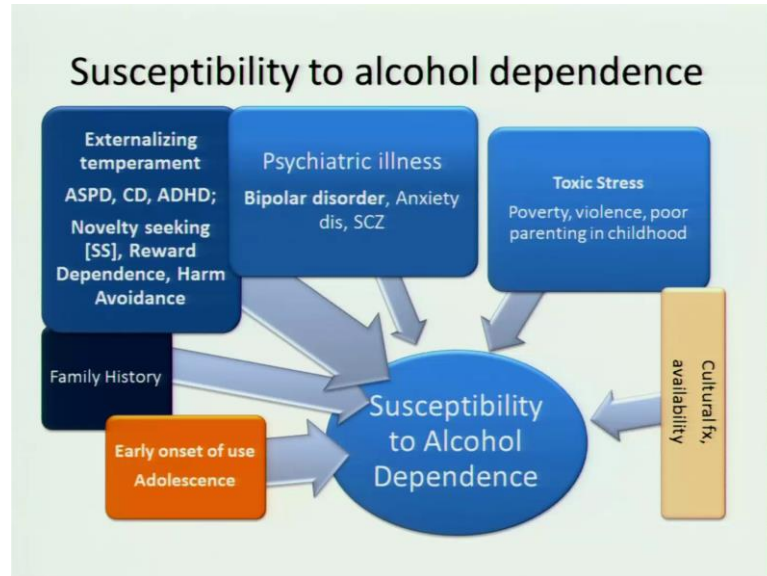 Susceptibility to alcohol dependence
Externalizing
temperament
ASPD, CD, ADHD;
Novelty seeking
[SS], Reward
Dependence, Harm
Avoidance
Psychiatric illness
Bipolar disorder, Anxiety
dis, SCZ
Toxic Stress
Poverty, violence, poor
parenting in childhood
Family History
Early onset of use
Adolescence
Susceptibility
to Alcohol
Dependence
Cultural fx,
availability